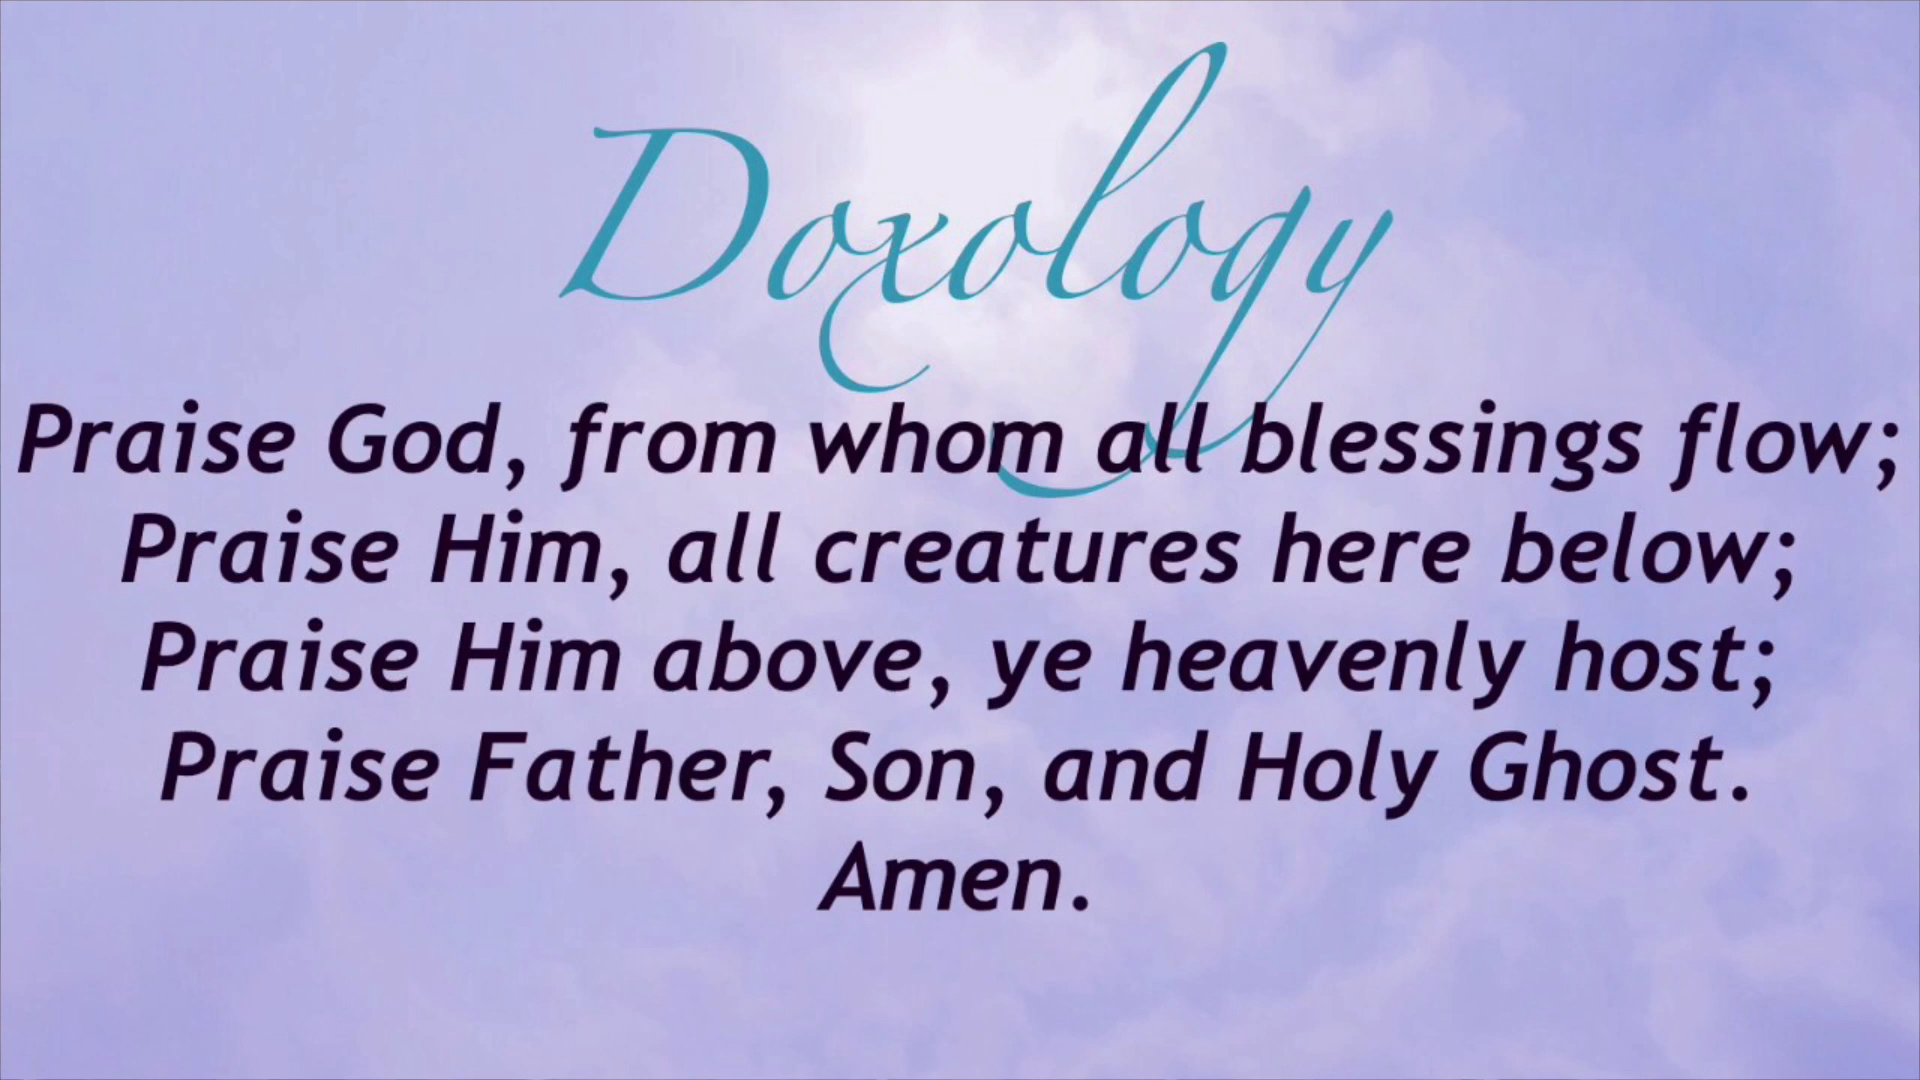 Doxology
Praise God, from whom all blessings flow;
Praise Him, all creatures here below;
Praise Him above, ye heavenly host;
Praise Father, Son, and Holy Ghost.
Amen.